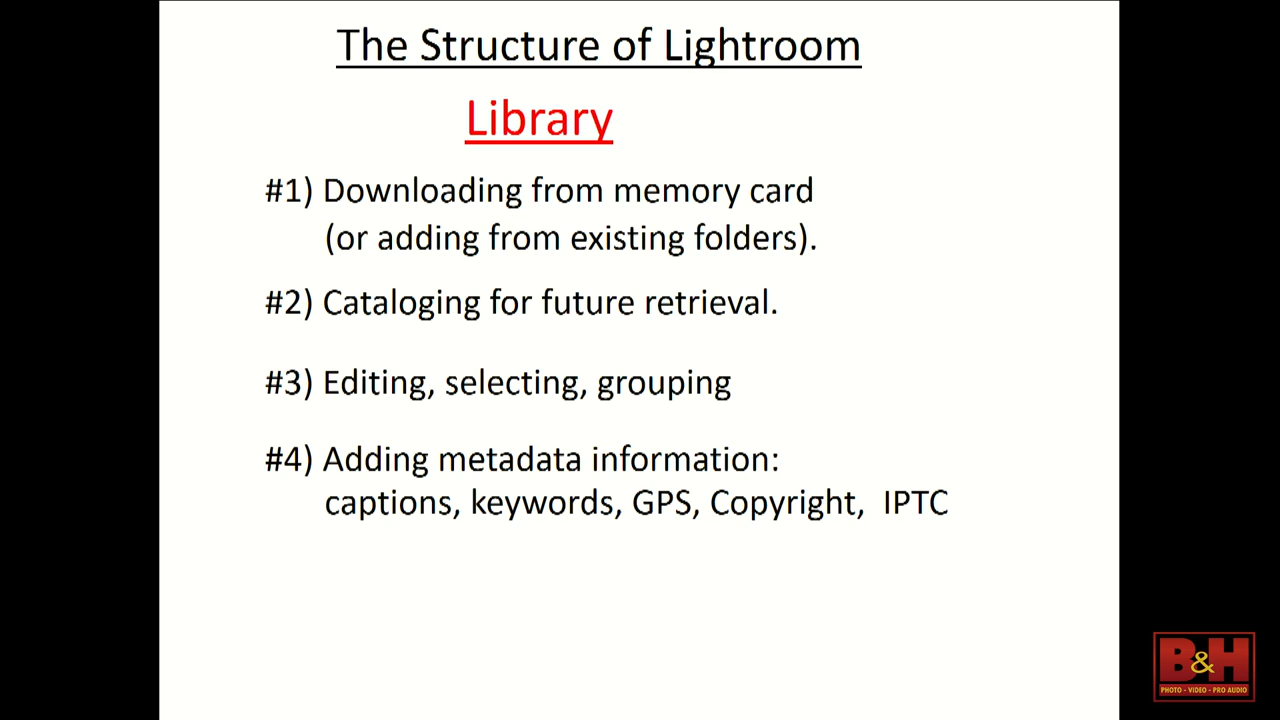 The Structure of Lightroom
Library
#1) Downloading from memory card
(or adding from existing folders).
#2) Cataloging for future retrieval.
#3) Editing, selecting, grouping
#4) Adding metadata information:
captions, keywords, GPS, Copyright, IPTC
B&H
PHOTO - VIDEO - PRO AUDIO